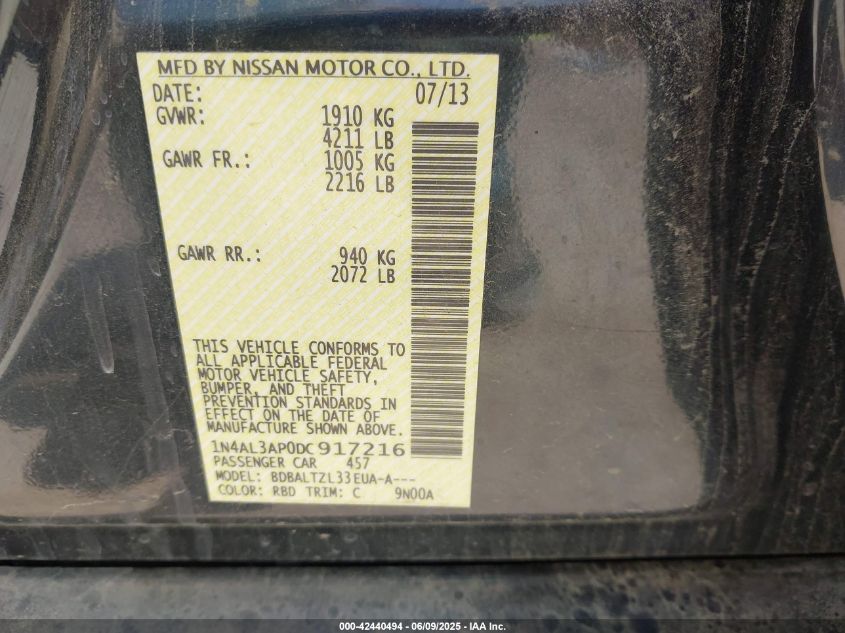 MFD BY NISSAN MOTOR CO., LTD.
DATE: 07/13
GVWR: 1910 KG
4211 LB
GAWR FR.: 1005 KG
2216 LB
GAWR RR.: 940 KG
2072 LB
THIS VEHICLE CONFORMS TO
ALL APPLICABLE FEDERAL
MOTOR VEHICLE SAFETY,
BUMPER, AND THEFT
PREVENTION STANDARDS IN
EFFECT ON THE DATE OF
MANUFACTURE SHOWN ABOVE.
1N4AL3AP0DC917216
PASSENGER CAR 457
MODEL: BDBALTZL33EUA-A---
COLOR: RBD TRIM: C 9N00A
000-42440494 - 06/09/2025 - IAA Inc.